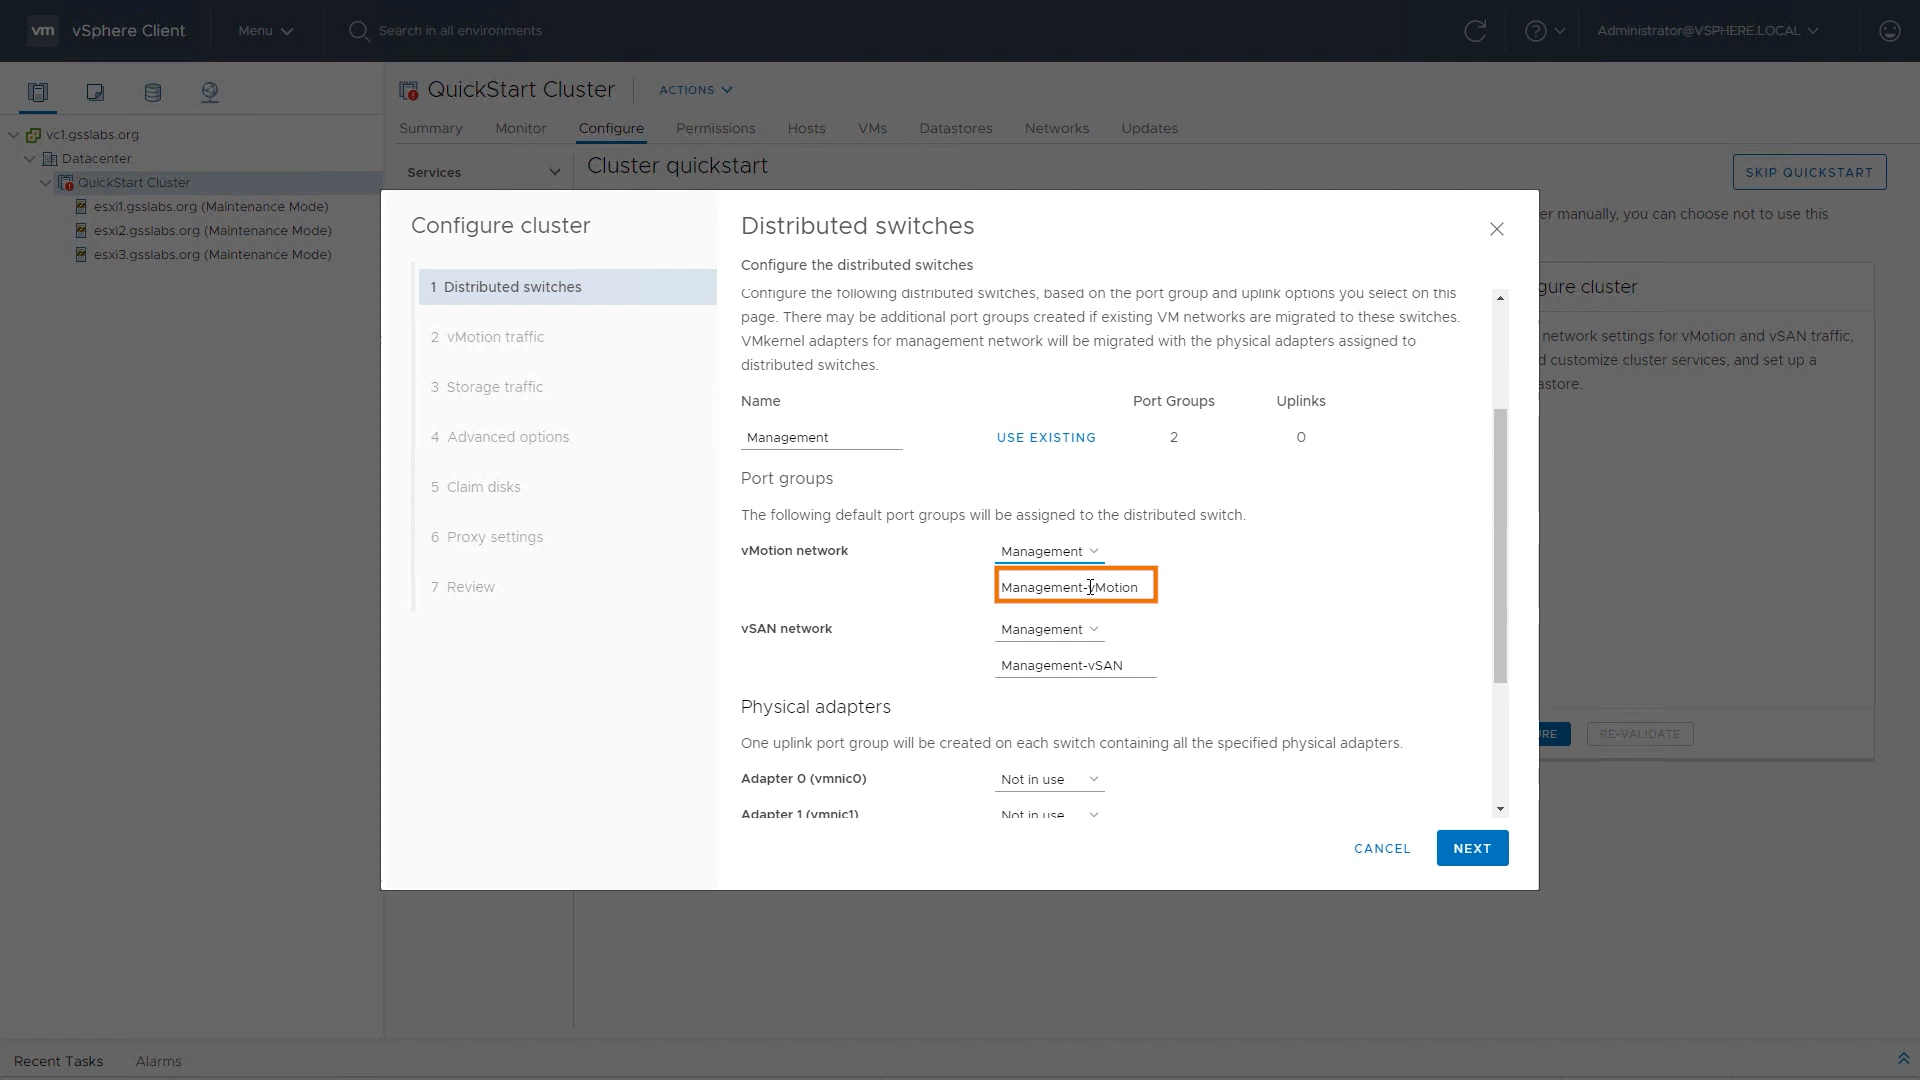 vm vSphere Client Menu Search in all environments Administrator@VSPHERE.LOCAL
QuickStart Cluster ACTIONS
Summary Monitor Configure Permissions Hosts VMs Datastores Networks Updates
vc1.gsslabs.org
Datacenter
QuickStart Cluster
esxi1.gsslabs.org (Maintenance Mode)
esxi2.gsslabs.org (Maintenance Mode)
esxi3.gsslabs.org (Maintenance Mode)
Services
Cluster quickstart
SKIP QUICKSTART
er manually, you can choose not to use this
gure cluster
network settings for vMotion and vSAN traffic,
d customize cluster services, and set up a
astore.
RE
RE-VALIDATE
Configure cluster
1 Distributed switches
2 vMotion traffic
3 Storage traffic
4 Advanced options
5 Claim disks
6 Proxy settings
7 Review
Distributed switches
Configure the distributed switches
Configure the following distributed switches, based on the port group and uplink options you select on this
page. There may be additional port groups created if existing VM networks are migrated to these switches.
VMkernel adapters for management network will be migrated with the physical adapters assigned to
distributed switches.
Name Port Groups Uplinks
Management USE EXISTING 2 0
Port groups
The following default port groups will be assigned to the distributed switch.
vMotion network Management
Management-vMotion
vSAN network Management
Management-vSAN
Physical adapters
One uplink port group will be created on each switch containing all the specified physical adapters.
Adapter 0 (vmnic0) Not in use
Adapter 1 (vmnic1) Not in use
CANCEL NEXT
Recent Tasks Alarms